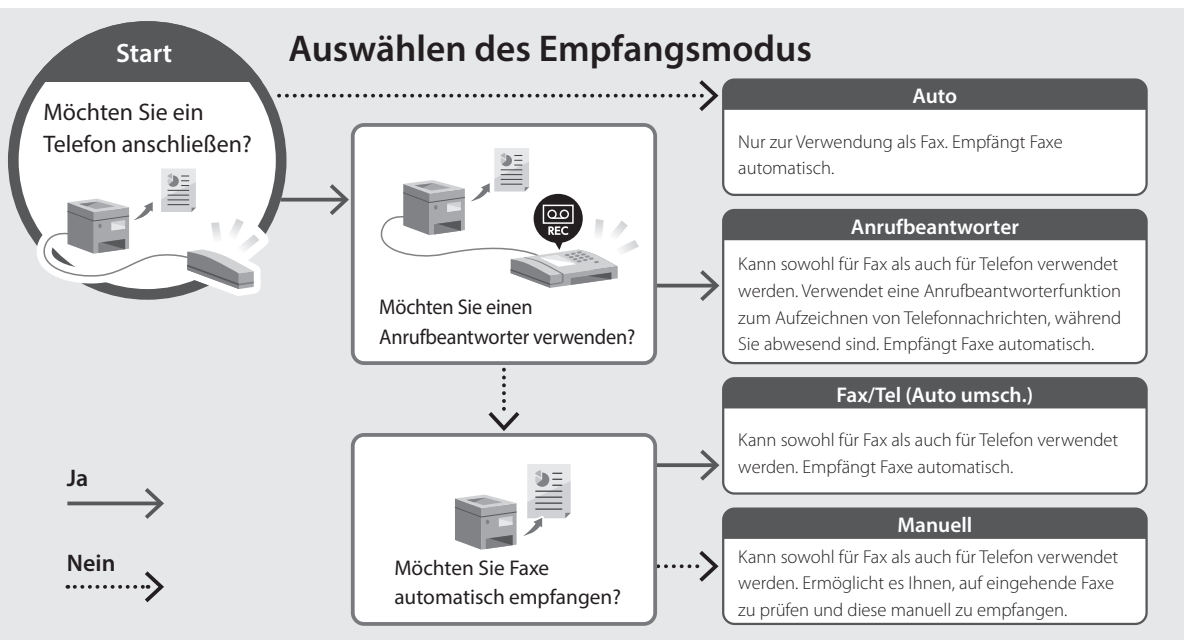 Auswählen des Empfangsmodus
Start
Möchten Sie ein
Telefon anschließen?
Auto
Nur zur Verwendung als Fax. Empfängt Faxe
automatisch.
REC
Möchten Sie einen
Anrufbeantworter verwenden?
Anrufbeantworter
Kann sowohl für Fax als auch für Telefon verwendet
werden. Verwendet eine Anrufbeantworterfunktion
zum Aufzeichnen von Telefonnachrichten, während
Sie abwesend sind. Empfängt Faxe automatisch.
Möchten Sie Faxe
automatisch empfangen?
Fax/Tel (Auto umsch.)
Kann sowohl für Fax als auch für Telefon verwendet
werden. Empfängt Faxe automatisch.
Manuell
Kann sowohl für Fax als auch für Telefon verwendet
werden. Ermöglicht es Ihnen, auf eingehende Faxe
zu prüfen und diese manuell zu empfangen.
Ja
Nein